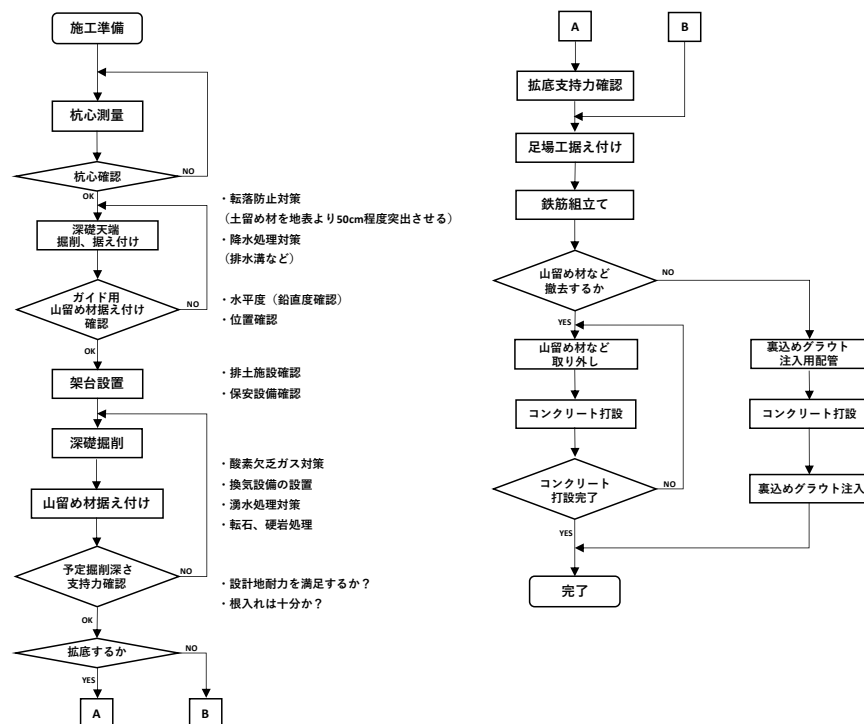 施工準備
杭心測量
杭心確認
NO
OK
・転落防止対策
（土留め材を地表より50cm程度突出させる）
・降水処理対策
（排水溝など）
深礎天端
掘削、据え付け
ガイド用
山留め材据え付け
確認
NO
・水平度（鉛直度確認）
・位置確認
OK
架台設置
・排土施設確認
・保安設備確認
深礎掘削
山留め材据え付け
・酸素欠乏ガス対策
・換気設備の設置
・湧水処理対策
・転石、硬岩処理
予定掘削深さ
支持力確認
NO
・設計地耐力を満足するか？
・根入れは十分か？
OK
拡底するか
NO
YES
A
B
A
B
拡底支持力確認
足場工据え付け
鉄筋組立て
山留め材など
撤去するか
NO
YES
山留め材など
取り外し
コンクリート打設
コンクリート
打設完了
NO
YES
裏込めグラウト
注入用配管
コンクリート打設
裏込めグラウト注入
完了